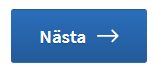 Nästa →